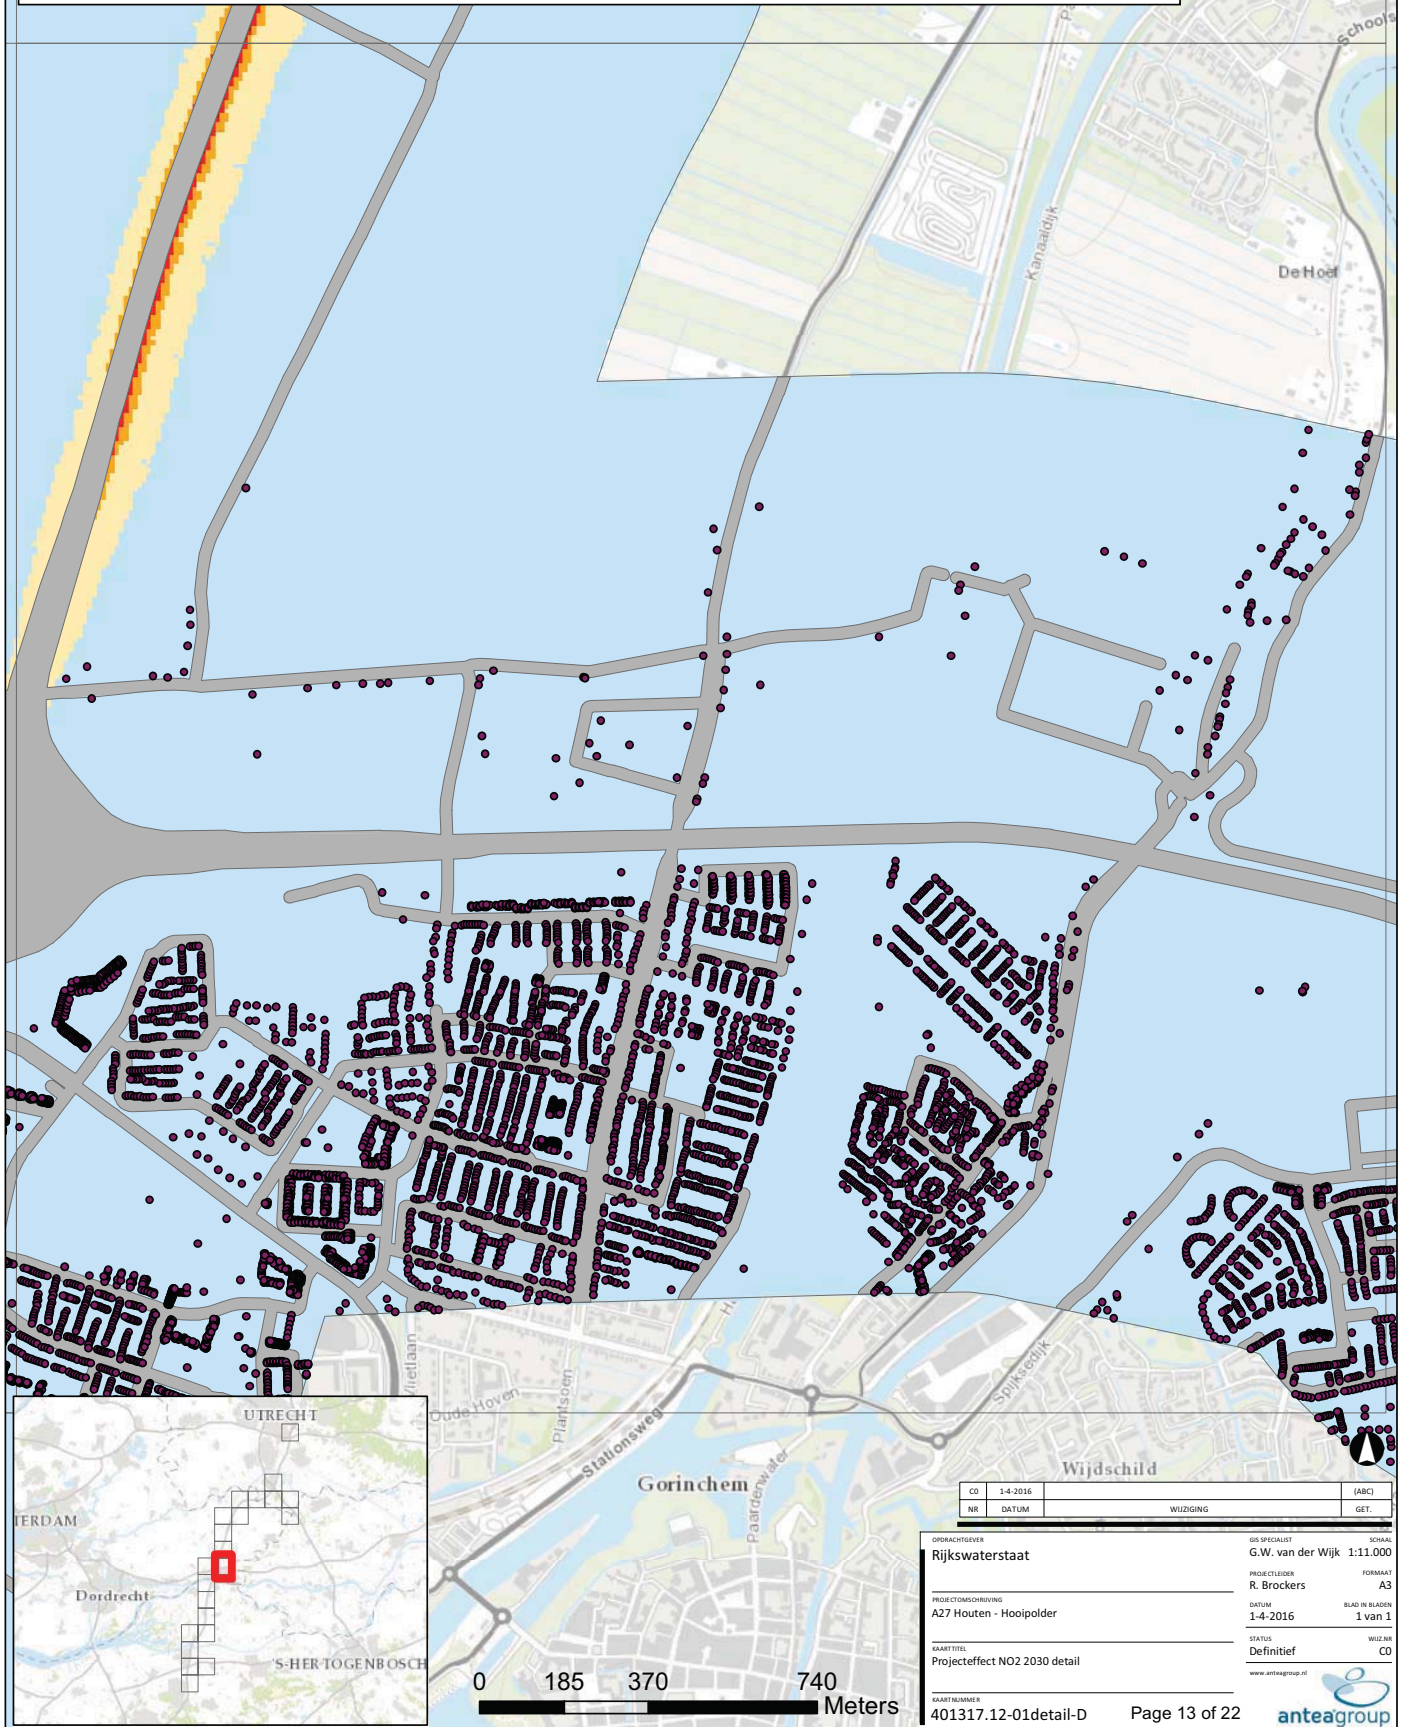 Schools
Pa
Kanaaldijk
De Hoef
Vlietlaan
Oude Hoven
Plantsoen
Stationsweg
Spijksedijk
Gorinchem
Paardenwater
Wijdschild
UTRECHT
TERDAM
Dordrecht
'S-HERTOGENBOSCH
0 185 370 740
Meters
C0 1-4-2016 (ABC)
NR DATUM WIJZIGING GET.
OPDRACHTGEVER
Rijkswaterstaat
PROJECTOMSCHRIJVING
A27 Houten - Hooipolder
KAARTTITEL
Projecteffect NO2 2030 detail
KAARTNUMMER
401317.12-01detail-D
GIS SPECIALIST SCHAAL
G.W. van der Wijk 1:11.000
PROJECTLEIDER FORMAAT
R. Brockers A3
DATUM BLAD IN BLADEN
1-4-2016 1 van 1
STATUS WIJZ.NR
Definitief C0
www.anteagroup.nl
Page 13 of 22
anteagroup